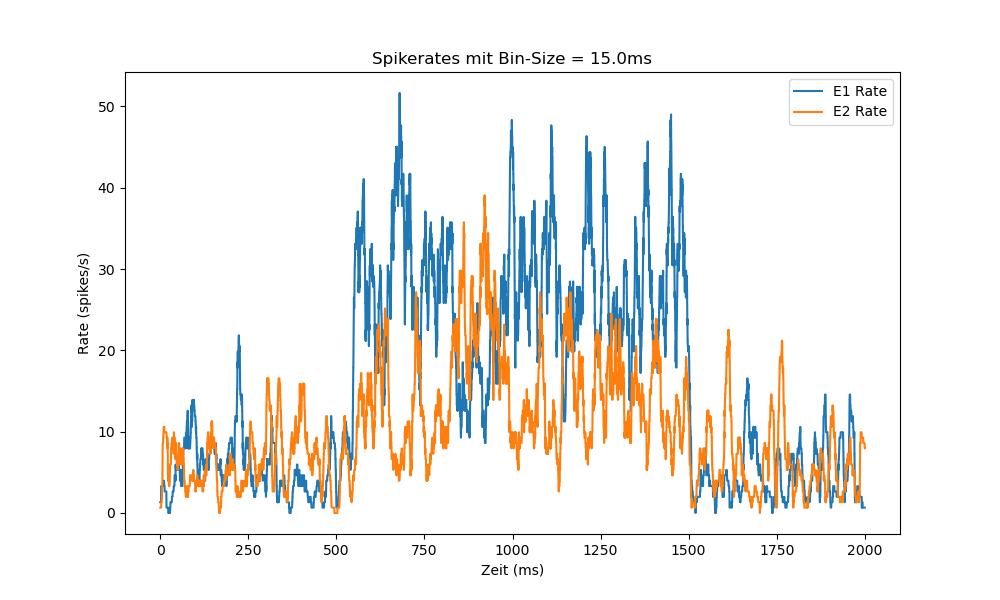 Spikerates mit Bin-Size = 15.0ms
E1 Rate
E2 Rate
Rate (spikes/s)
50
40
30
20
10
0
0 250 500 750 1000 1250 1500 1750 2000
Zeit (ms)